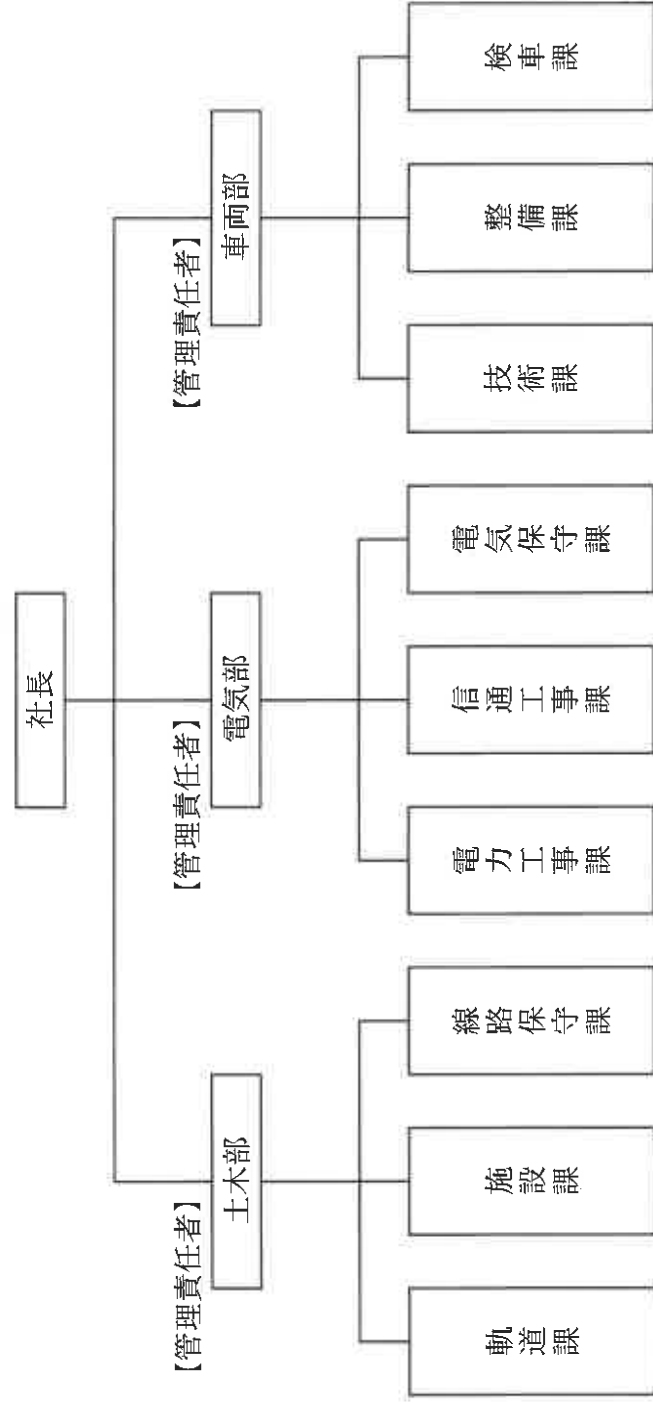 社長
【管理責任者】
土木部
【管理責任者】
電気部
【管理責任者】
車両部
軌道課
施設課
線路保守課
電力工事課
信通工事課
電気保守課
技術課
整備課
検車課